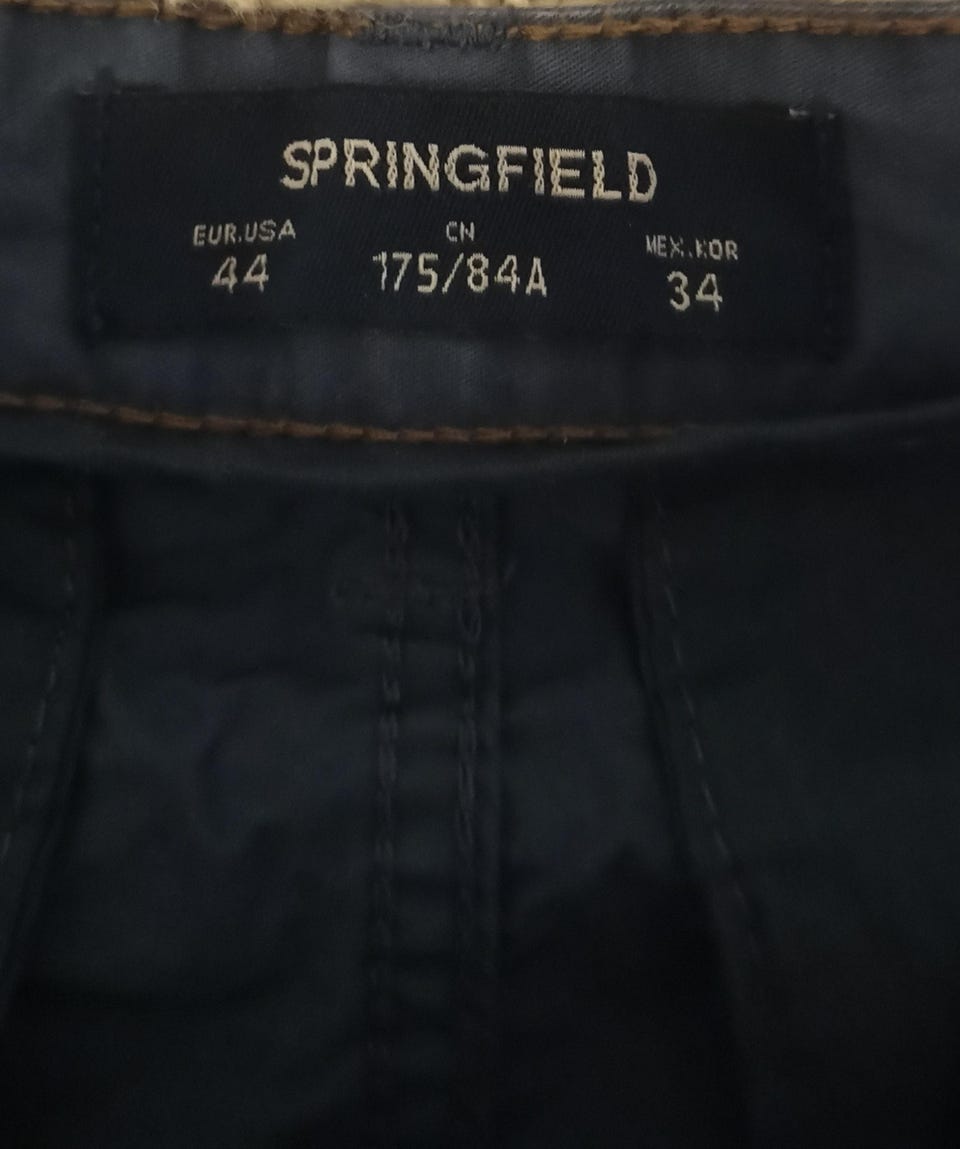 SPRINGFIELD
EUR.USA CN MEX.KOR
44 175/84A 34